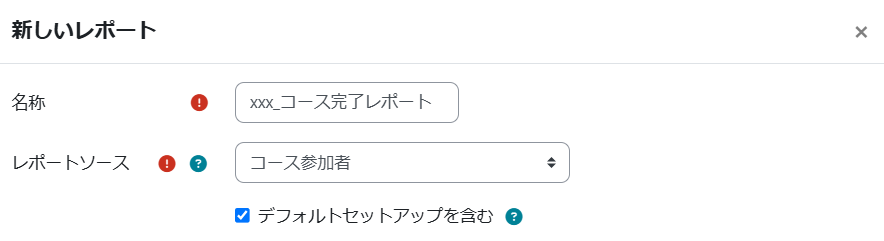 新しいレポート ×
名称 xxx_コース完了レポート
レポートソース コース参加者
デフォルトセットアップを含む